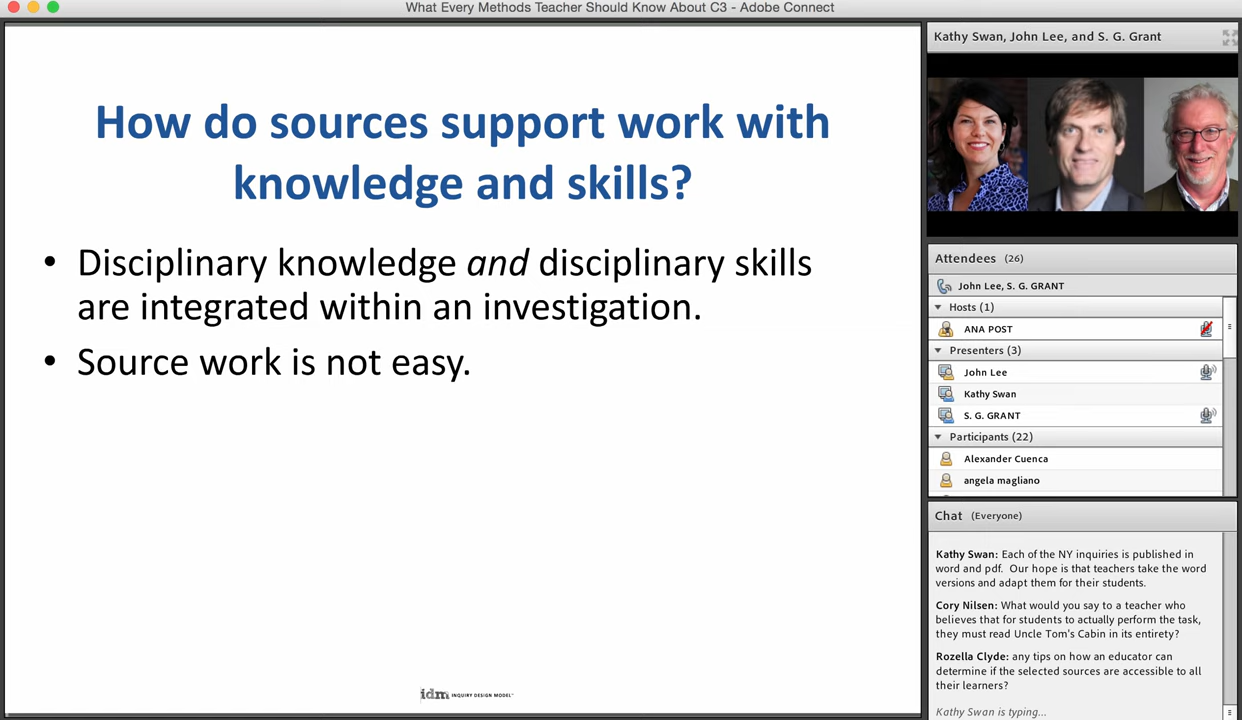 What Every Methods Teacher Should Know About C3 - Adobe Connect
How do sources support work with
knowledge and skills?
• Disciplinary knowledge and disciplinary skills
are integrated within an investigation.
• Source work is not easy.
idm INQUIRY DESIGN MODEL™
Kathy Swan, John Lee, and S. G. Grant
Attendees (26)
John Lee, S. G. GRANT
Hosts (1)
ANA POST
Presenters (3)
John Lee
Kathy Swan
S. G. GRANT
Participants (22)
Alexander Cuenca
angela magliano
Chat (Everyone)
Kathy Swan: Each of the NY inquiries is published in
word and pdf. Our hope is that teachers take the word
versions and adapt them for their students.
Cory Nilsen: What would you say to a teacher who
believes that for students to actually perform the task,
they must read Uncle Tom's Cabin in its entirety?
Rozella Clyde: any tips on how an educator can
determine if the selected sources are accessible to all
their learners?
Kathy Swan is typing...